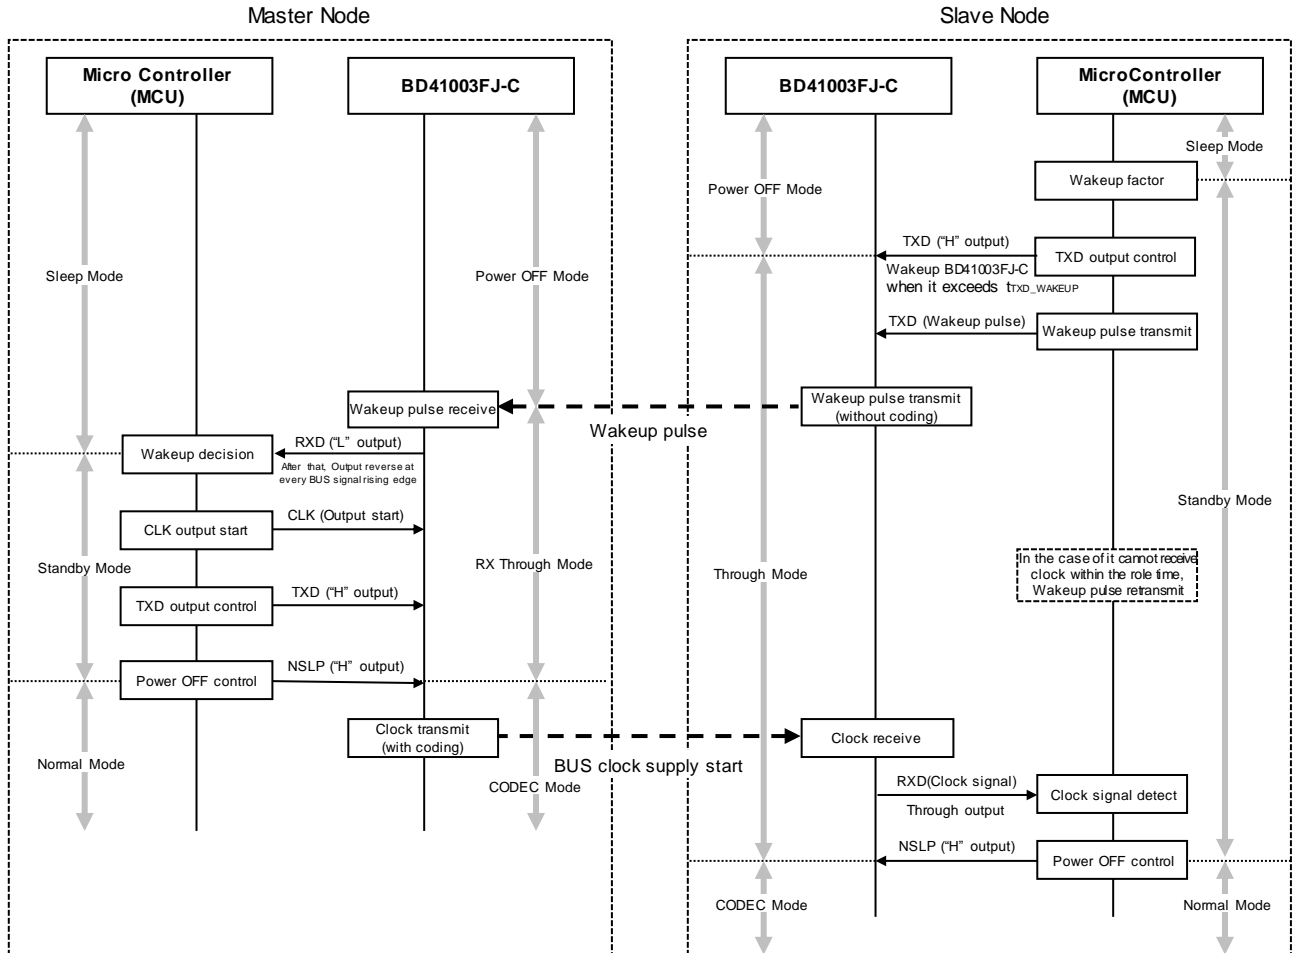 Master Node
Slave Node
Micro Controller
(MCU)
BD41003FJ-C
BD41003FJ-C
MicroController
(MCU)
Sleep Mode
Wakeup factor
Power OFF Mode
TXD (“H” output)
TXD output control
Wakeup BD41003FJ-C
when it exceeds tTXD_WAKEUP
Sleep Mode
Power OFF Mode
TXD (Wakeup pulse)
Wakeup pulse transmit
Wakeup pulse receive
Wakeup pulse transmit
(without coding)
Wakeup pulse
Wakeup decision
RXD (“L” output)
After that, Output reverse at
every BUS signal rising edge
Standby Mode
CLK output start
CLK (Output start)
Standby Mode
RX Through Mode
Through Mode
In the case of it cannot receive
clock within the role time,
Wakeup pulse retransmit
TXD output control
TXD (“H” output)
Power OFF control
NSLP (“H” output)
Clock transmit
(with coding)
Clock receive
Normal Mode
BUS clock supply start
CODEC Mode
RXD(Clock signal)
Through output
Clock signal detect
NSLP (“H” output)
Power OFF control
CODEC Mode
Normal Mode